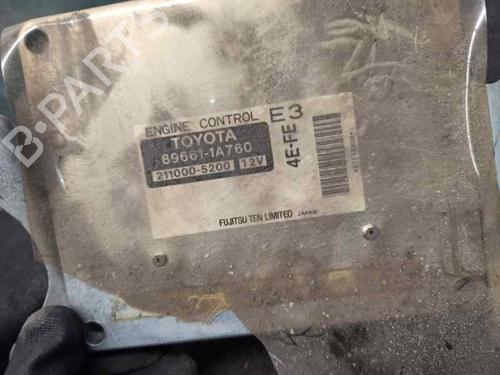 ENGINE CONTROL E3
TOYOTA
89661-1A760
211000-5200 12V
4E-FE
FUJITSU TEN LIMITED JAPAN
B-PARTS